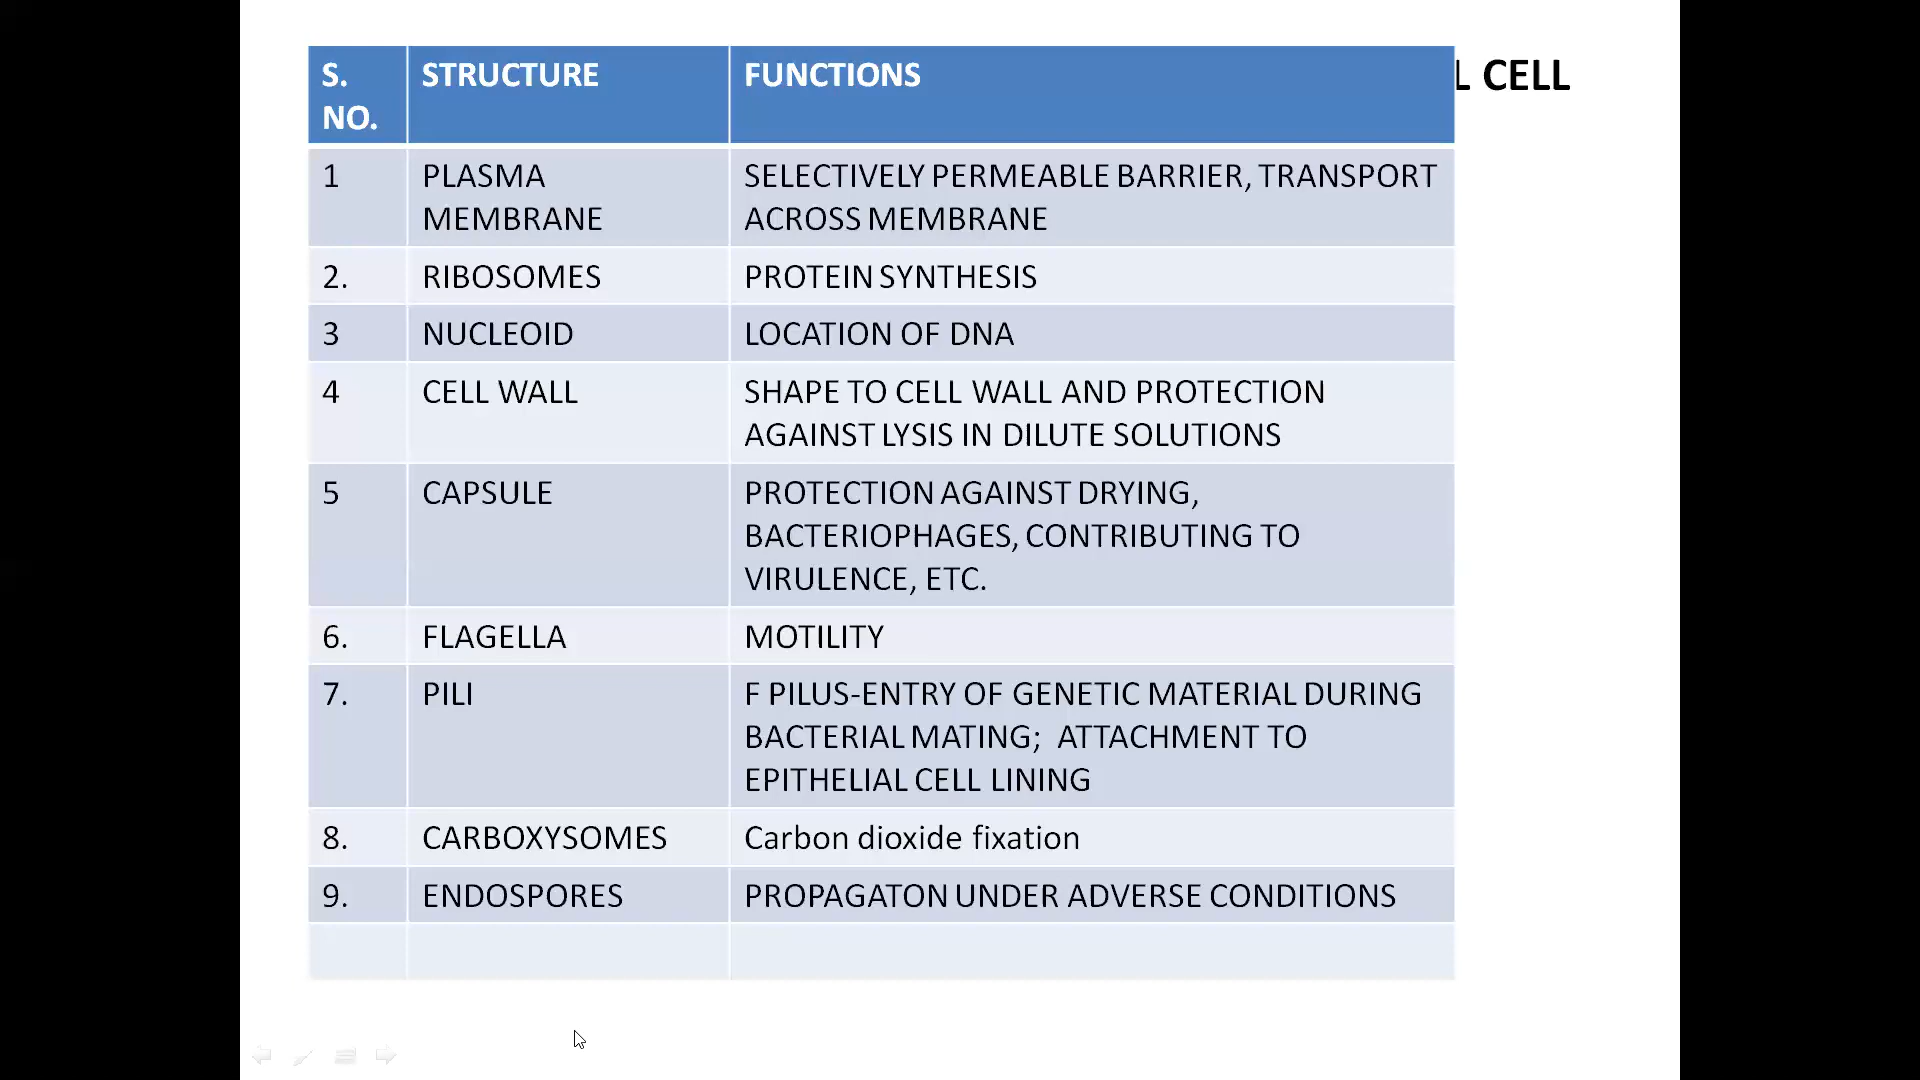 S. NO. STRUCTURE FUNCTIONS
L CELL
1 PLASMA MEMBRANE SELECTIVELY PERMEABLE BARRIER, TRANSPORT
ACROSS MEMBRANE
2. RIBOSOMES PROTEIN SYNTHESIS
3 NUCLEOID LOCATION OF DNA
4 CELL WALL SHAPE TO CELL WALL AND PROTECTION
AGAINST LYSIS IN DILUTE SOLUTIONS
5 CAPSULE PROTECTION AGAINST DRYING,
BACTERIOPHAGES, CONTRIBUTING TO
VIRULENCE, ETC.
6. FLAGELLA MOTILITY
7. PILI F PILUS-ENTRY OF GENETIC MATERIAL DURING
BACTERIAL MATING; ATTACHMENT TO
EPITHELIAL CELL LINING
8. CARBOXYSOMES Carbon dioxide fixation
9. ENDOSPORES PROPAGATON UNDER ADVERSE CONDITIONS